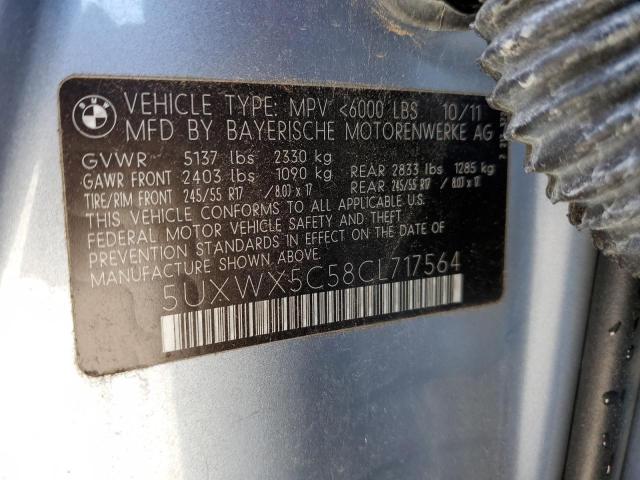 BMW
VEHICLE TYPE: MPV <6000 LBS 10/11
MFD BY BAYERISCHE MOTORENWERKE AG
GVWR 5137 lbs 2330 kg
GAWR FRONT 2403 lbs 1090 kg REAR 2833 lbs 1285 kg
TIRE/RIM FRONT 245/55 R17 / 8.0J x 17 REAR 245/55 R17 / 8.0J x 17
THIS VEHICLE CONFORMS TO ALL APPLICABLE U.S.
FEDERAL MOTOR VEHICLE SAFETY AND THEFT
PREVENTION STANDARDS IN EFFECT ON THE DATE OF
MANUFACTURE SHOWN ABOVE.
5UXWX5C58CL717564